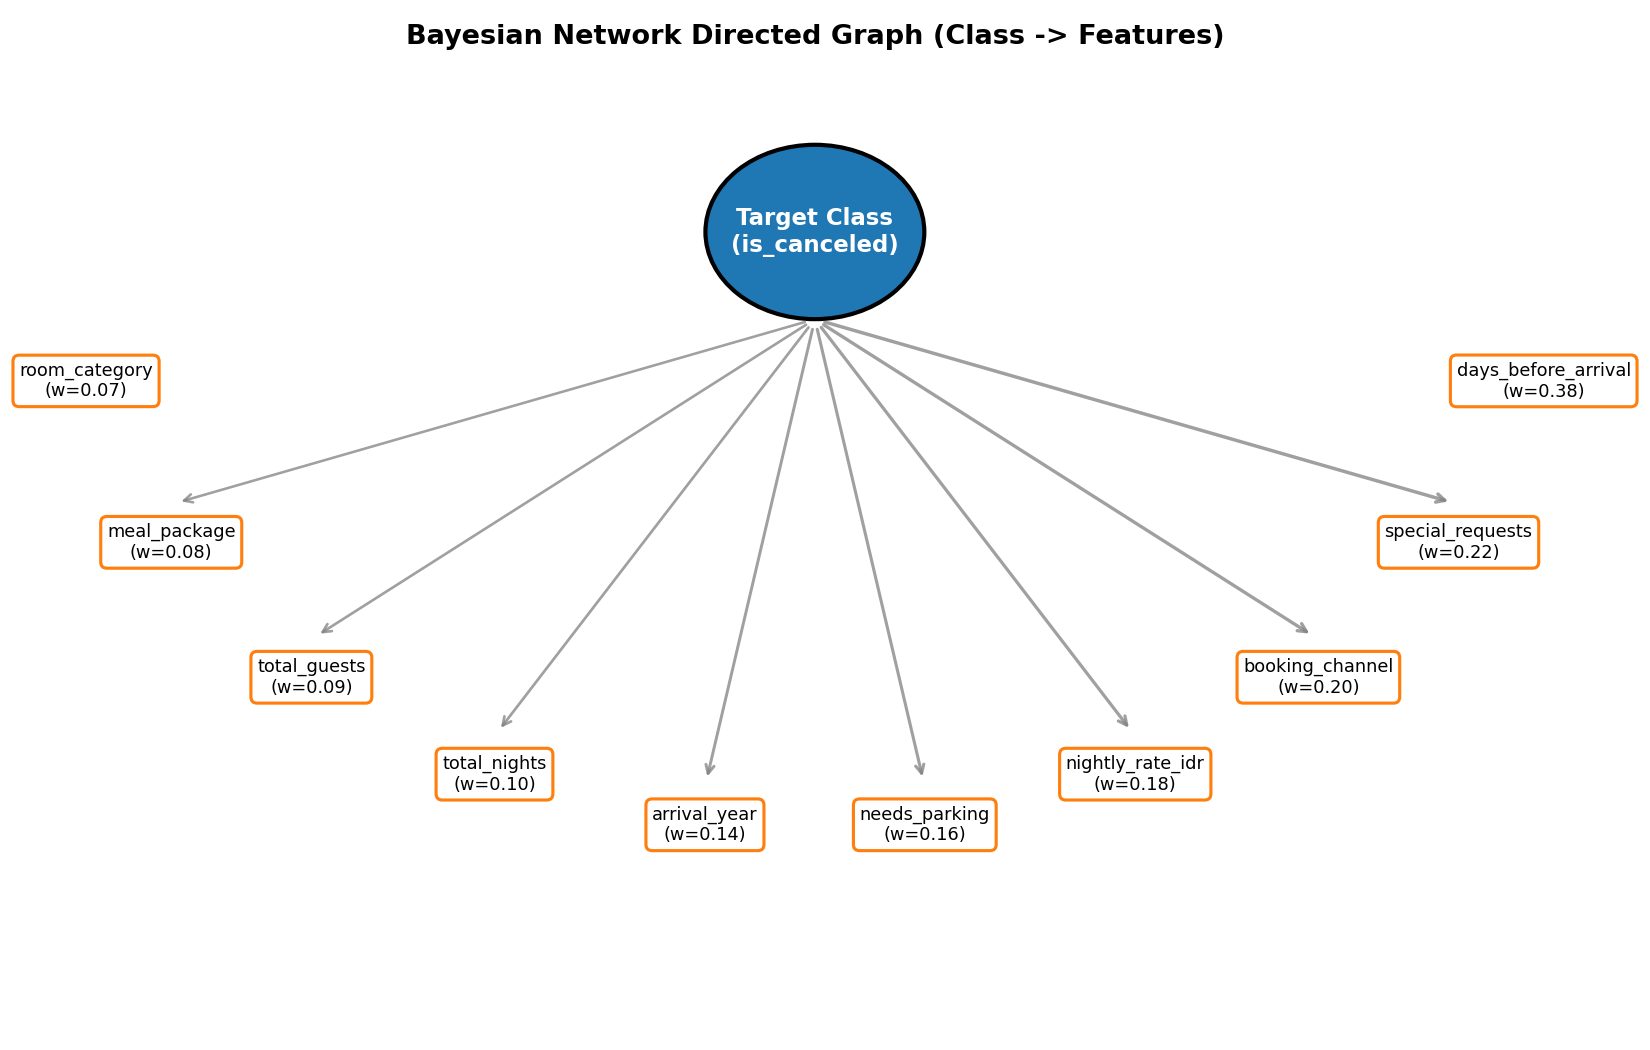 Bayesian Network Directed Graph (Class -> Features)
Target Class
(is_canceled)
room_category
(w=0.07)
days_before_arrival
(w=0.38)
meal_package
(w=0.08)
special_requests
(w=0.22)
total_guests
(w=0.09)
booking_channel
(w=0.20)
total_nights
(w=0.10)
nightly_rate_idr
(w=0.18)
arrival_year
(w=0.14)
needs_parking
(w=0.16)